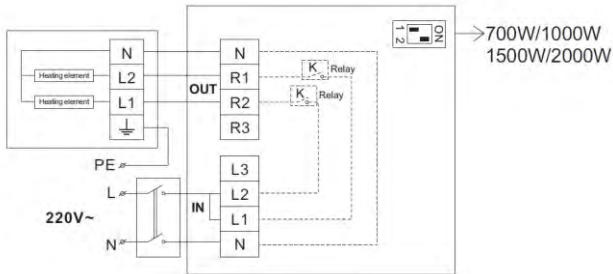 N
L2
L1
Heating element
Heating element
PE
L
220V~
N
OUT
IN
N
R1
R2
R3
L3
L2
L1
N
K Relay
K Relay
1 2
ON
700W/1000W
1500W/2000W